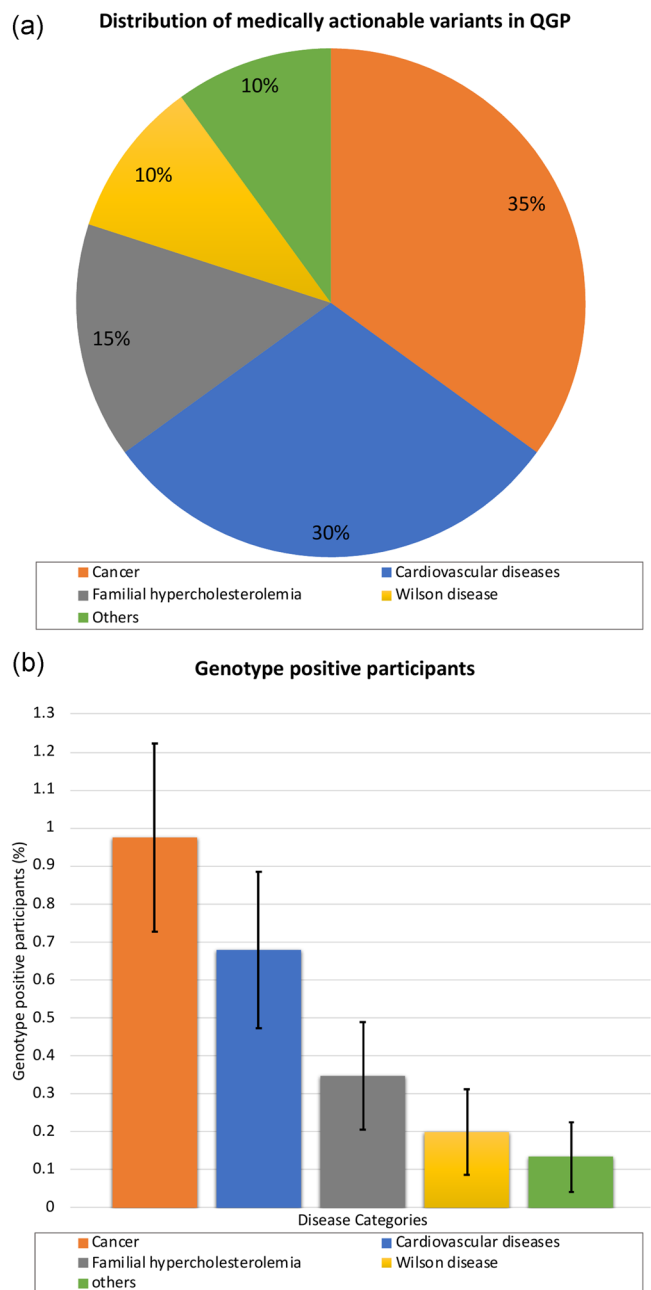 (a)
Distribution of medically actionable variants in QGP
10%
35%
10%
15%
30%
Cancer
Cardiovascular diseases
Familial hypercholesterolemia
Wilson disease
Others
(b)
Genotype positive participants
1.3
1.2
1.1
1
0.9
0.8
0.7
0.6
0.5
0.4
0.3
0.2
0.1
0
Genotype positive participants (%)
Disease Categories
Cancer
Cardiovascular diseases
Familial hypercholesterolemia
Wilson disease
others